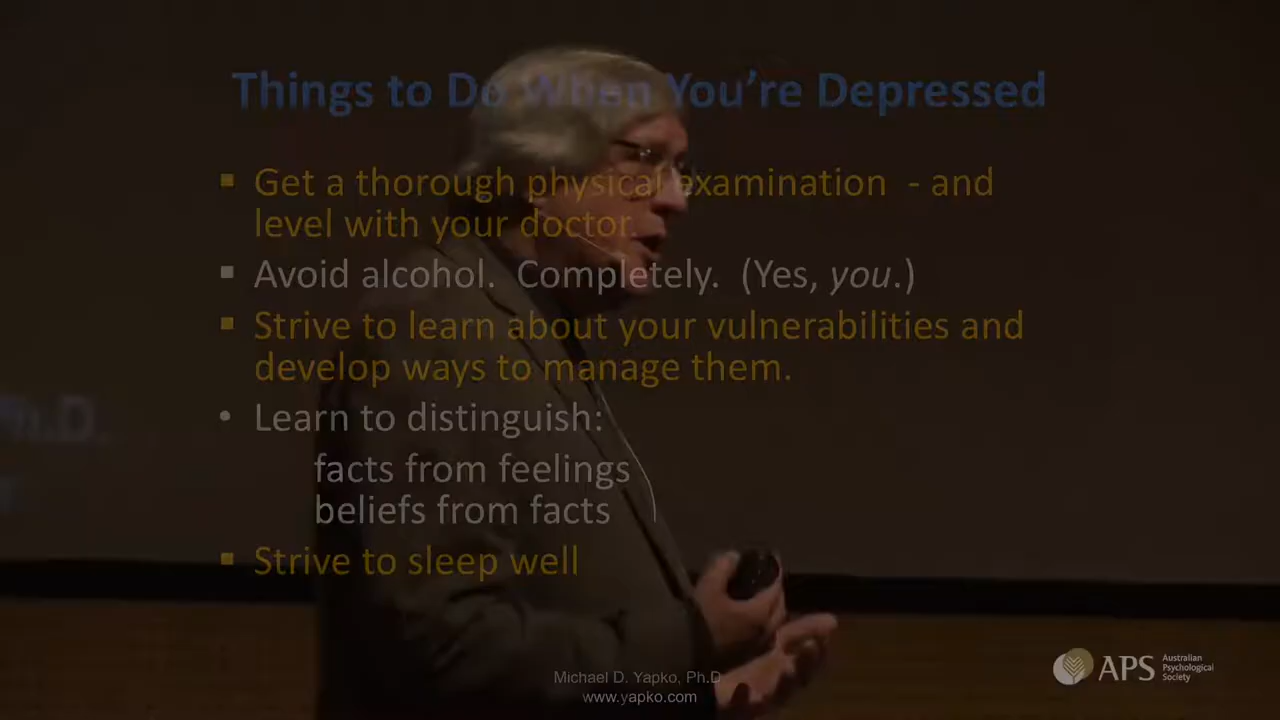 Things to Do When You're Depressed
▪ Get a thorough physical examination - and
level with your doctor.
▪ Avoid alcohol. Completely. (Yes, you.)
▪ Strive to learn about your vulnerabilities and
develop ways to manage them.
• Learn to distinguish:
facts from feelings
beliefs from facts
▪ Strive to sleep well
Ph.D.
Michael D. Yapko, Ph.D
www.yapko.com
APS Australian
Psychological
Society